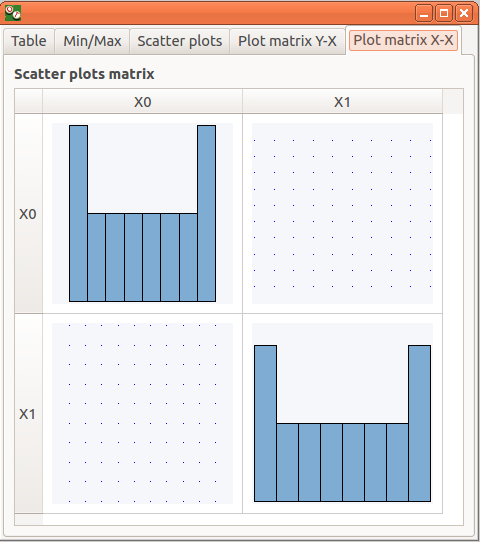 Table Min/Max Scatter plots Plot matrix Y-X Plot matrix X-X
Scatter plots matrix
X0 X1
X0
X1